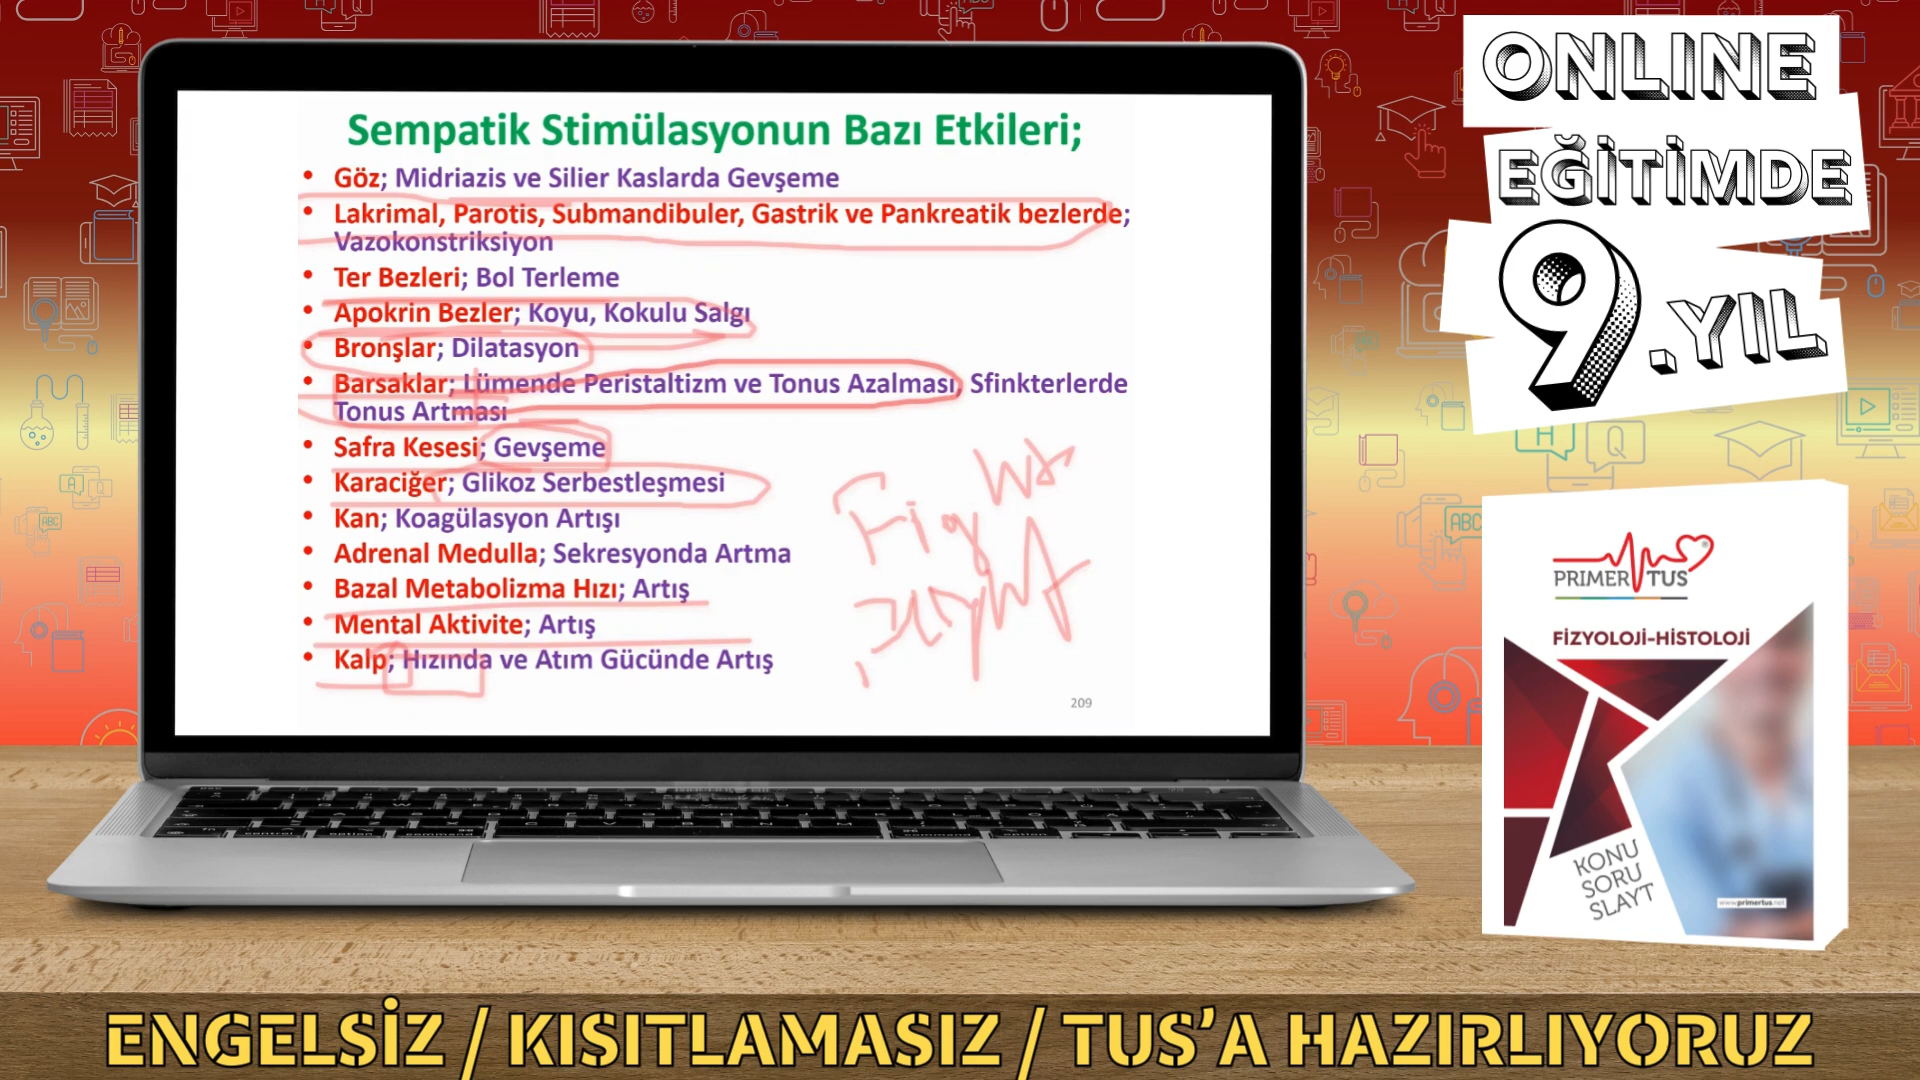 Sempatik Stimülasyonun Bazı Etkileri;
• Göz; Midriazis ve Silier Kaslarda Gevşeme
• Lakrimal, Parotis, Submandibuler, Gastrik ve Pankreatik bezlerde;
Vazokonstriksiyon
• Ter Bezleri; Bol Terleme
• Apokrin Bezler; Koyu, Kokulu Salgı
• Bronşlar; Dilatasyon
• Barsaklar; Lümende Peristaltizm ve Tonus Azalması, Sfinkterlerde
Tonus Artması
• Safra Kesesi; Gevşeme
• Karaciğer; Glikoz Serbestleşmesi
• Kan; Koagülasyon Artışı
• Adrenal Medulla; Sekresyonda Artma
• Bazal Metabolizma Hızı; Artış
• Mental Aktivite; Artış
• Kalp; Hızında ve Atım Gücünde Artış
209
ONLINE
EĞİTİMDE
9.YIL
PRIMER TUS
FİZYOLOJİ-HİSTOLOJİ
KONU
SORU
SLAYT
www.primertus.net
ENGELSİZ / KISITLAMASIZ / TUS'A HAZIRLIYORUZ